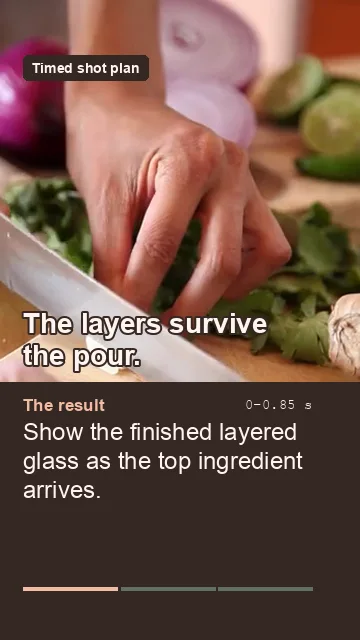 Timed shot plan
The layers survive
the pour.
The result
0–0.85 s
Show the finished layered
glass as the top ingredient
arrives.